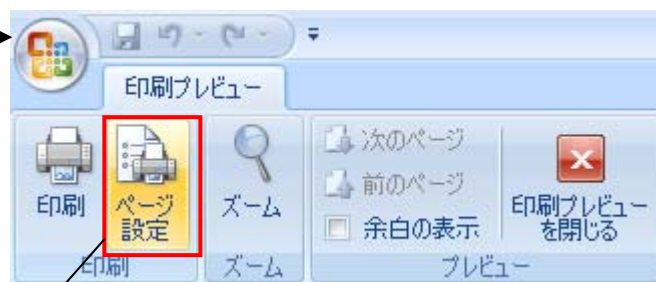 印刷プレビュー
印刷
ページ
設定
ズーム
次のページ
前のページ
余白の表示
印刷プレビュー
を閉じる
印刷
ズーム
プレビュー